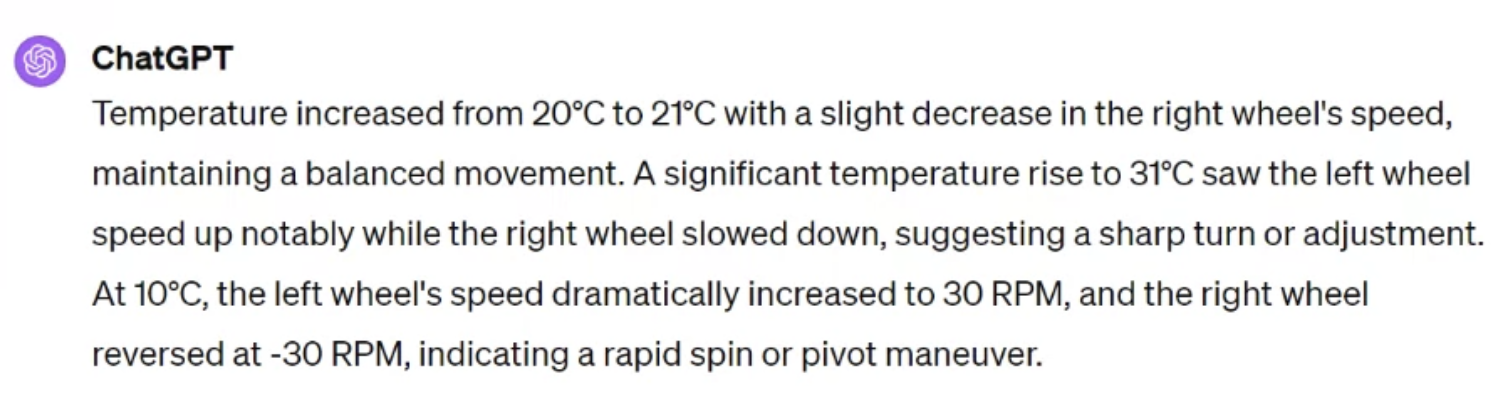 ChatGPT
Temperature increased from 20°C to 21°C with a slight decrease in the right wheel's speed,
maintaining a balanced movement. A significant temperature rise to 31°C saw the left wheel
speed up notably while the right wheel slowed down, suggesting a sharp turn or adjustment.
At 10°C, the left wheel's speed dramatically increased to 30 RPM, and the right wheel
reversed at -30 RPM, indicating a rapid spin or pivot maneuver.